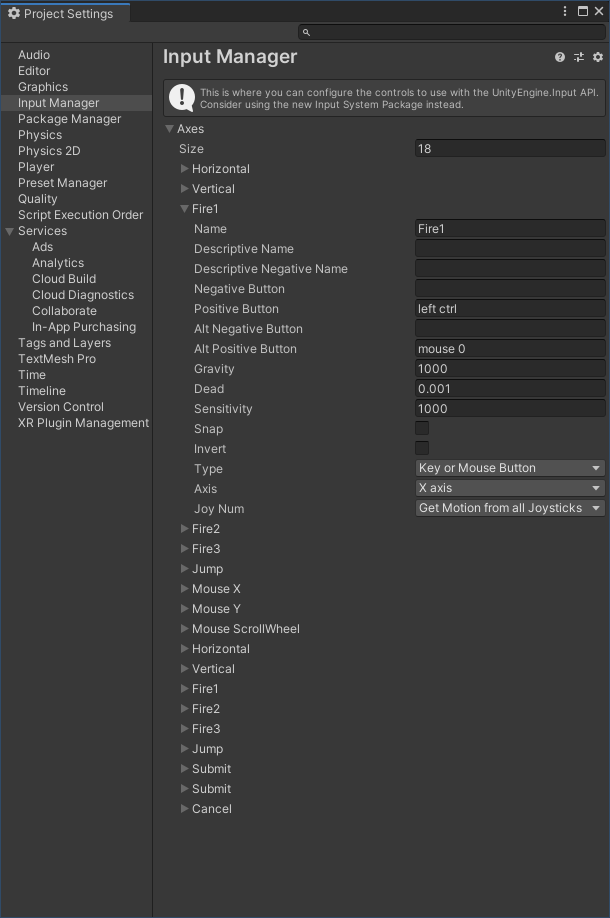 Project Settings
Audio
Editor
Graphics
Input Manager
Package Manager
Physics
Physics 2D
Player
Preset Manager
Quality
Script Execution Order
Services
Ads
Analytics
Cloud Build
Cloud Diagnostics
Collaborate
In-App Purchasing
Tags and Layers
TextMesh Pro
Time
Timeline
Version Control
XR Plugin Management
Input Manager
This is where you can configure the controls to use with the UnityEngine.Input API.
Consider using the new Input System Package instead.
Axes
Size 18
Horizontal
Vertical
Fire1
Name Fire1
Descriptive Name
Descriptive Negative Name
Negative Button
Positive Button left ctrl
Alt Negative Button
Alt Positive Button mouse 0
Gravity 1000
Dead 0.001
Sensitivity 1000
Snap
Invert
Type Key or Mouse Button
Axis X axis
Joy Num Get Motion from all Joysticks
Fire2
Fire3
Jump
Mouse X
Mouse Y
Mouse ScrollWheel
Horizontal
Vertical
Fire1
Fire2
Fire3
Jump
Submit
Submit
Cancel